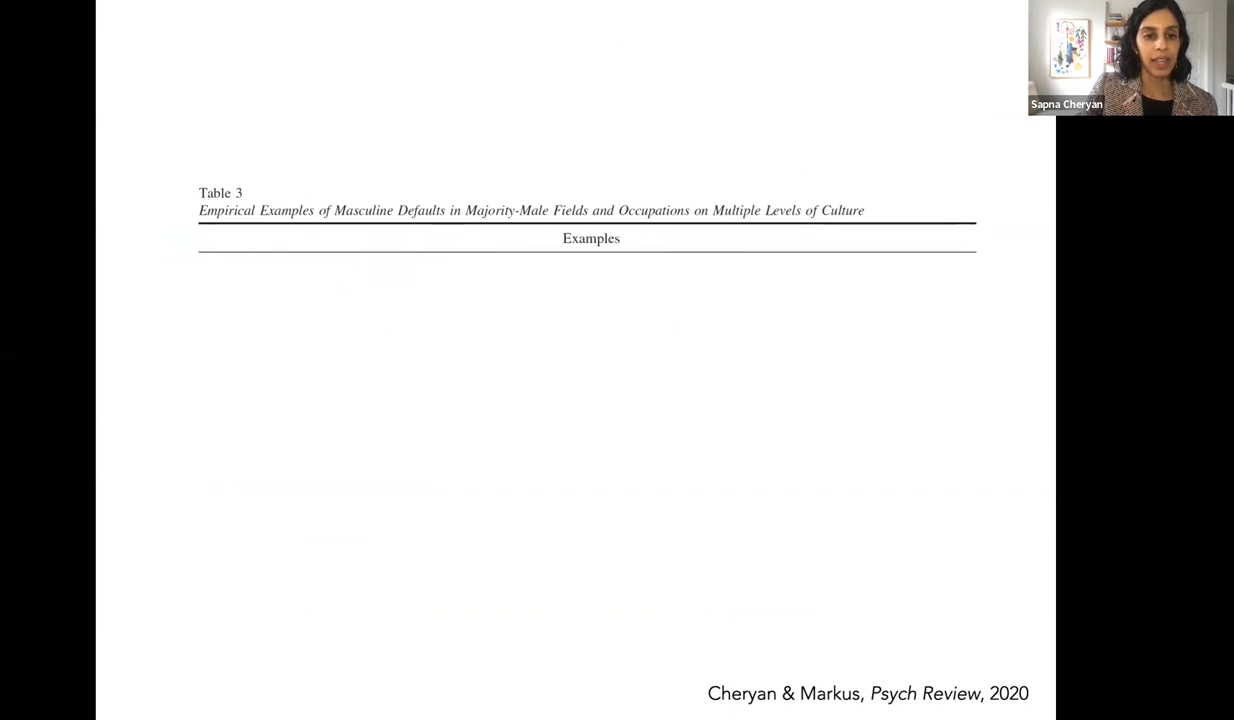 Sapna Cheryan
Table 3
Empirical Examples of Masculine Defaults in Majority-Male Fields and Occupations on Multiple Levels of Culture
Examples
Cheryan & Markus, Psych Review, 2020